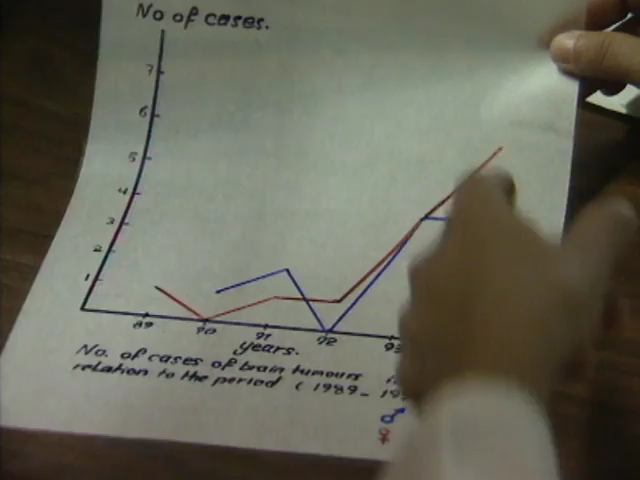 No of cases.
7
6
5
4
3
2
1
89 90 91 92 93
years.
No. of cases of brain tumours
relation to the period (1989-
♂
♀